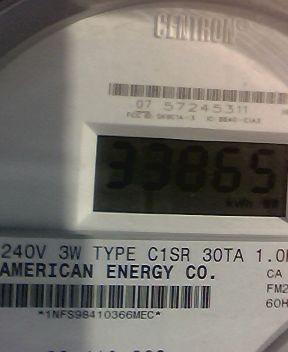 CENTRON
07 57245311
33865
kWh
240V 3W TYPE C1SR 30TA 1.0
AMERICAN ENERGY CO.
CA
FM2
60H
*1NFS98410366MEC*